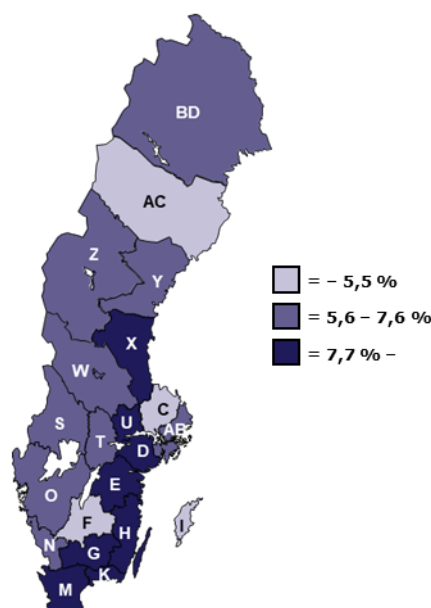 BD
AC
Z
Y
= – 5,5 %
= 5,6 – 7,6 %
X
= 7,7 % –
W
C
S
U
AB
T
D
E
O
F
I
N
H
G
K
M